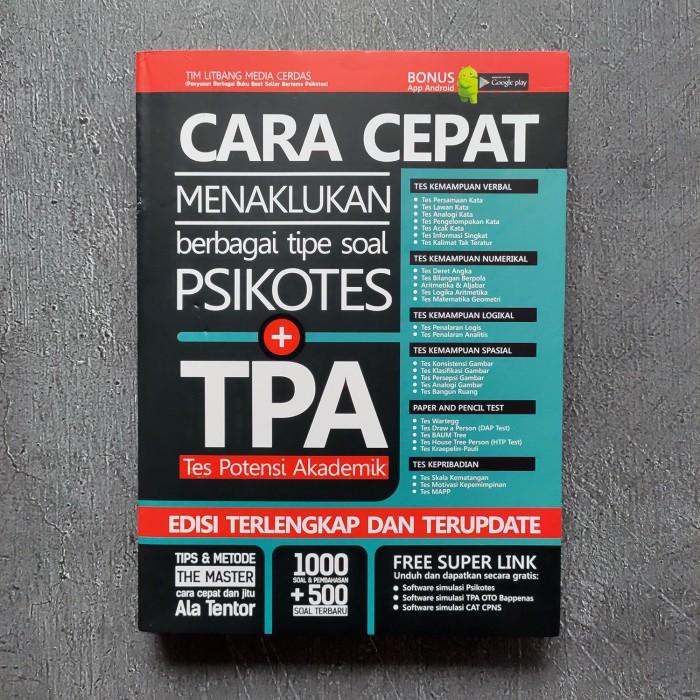 TIM LITBANG MEDIA CERDAS
(Penyusun Berbagai Buku Best Seller Bertema Psikotes)
BONUS
App Android
Google play
CARA CEPAT
MENAKLUKAN
berbagai tipe soal
PSIKOTES
+
TPA
Tes Potensi Akademik
TES KEMAMPUAN VERBAL
• Tes Persamaan Kata
• Tes Lawan Kata
• Tes Analogi Kata
• Tes Pengelompokan Kata
• Tes Acak Kata
• Tes Informasi Singkat
• Tes Kalimat Tak Teratur
TES KEMAMPUAN NUMERIKAL
• Tes Deret Angka
• Tes Bilangan Berpola
• Aritmetika & Aljabar
• Tes Logika Aritmetika
• Tes Matematika Geometri
TES KEMAMPUAN LOGIKAL
• Tes Penalaran Logis
• Tes Penalaran Analitis
TES KEMAMPUAN SPASIAL
• Tes Konsistensi Gambar
• Tes Klasifikasi Gambar
• Tes Persepsi Gambar
• Tes Analogi Gambar
• Tes Bangun Ruang
PAPER AND PENCIL TEST
• Tes Wartegg
• Tes Draw a Person (DAP Test)
• Tes BAUM Tree
• Tes House Tree Person (HTP Test)
• Tes Kraepelin-Pauli
TES KEPRIBADIAN
• Tes Skala Kematangan
• Tes Motivasi Kepemimpinan
• Tes MAPP
EDISI TERLENGKAP DAN TERUPDATE
TIPS & METODE
THE MASTER
cara cepat dan jitu
Ala Tentor
1000
SOAL & PEMBAHASAN
+ 500
SOAL TERBARU
FREE SUPER LINK
Unduh dan dapatkan secara gratis:
• Software simulasi Psikotes
• Software simulasi TPA OTO Bappenas
• Software simulasi CAT CPNS